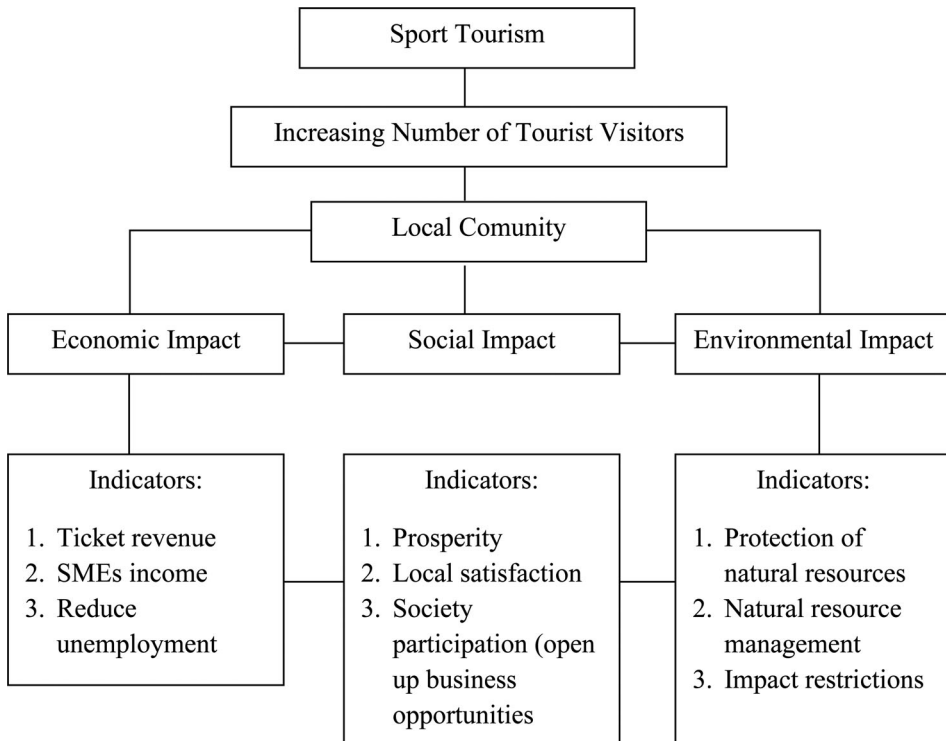 Sport Tourism
Increasing Number of Tourist Visitors
Local Comunity
Economic Impact
Social Impact
Environmental Impact
Indicators:
1. Ticket revenue
2. SMEs income
3. Reduce
unemployment
Indicators:
1. Prosperity
2. Local satisfaction
3. Society
participation (open
up business
opportunities
Indicators:
1. Protection of
natural resources
2. Natural resource
management
3. Impact restrictions